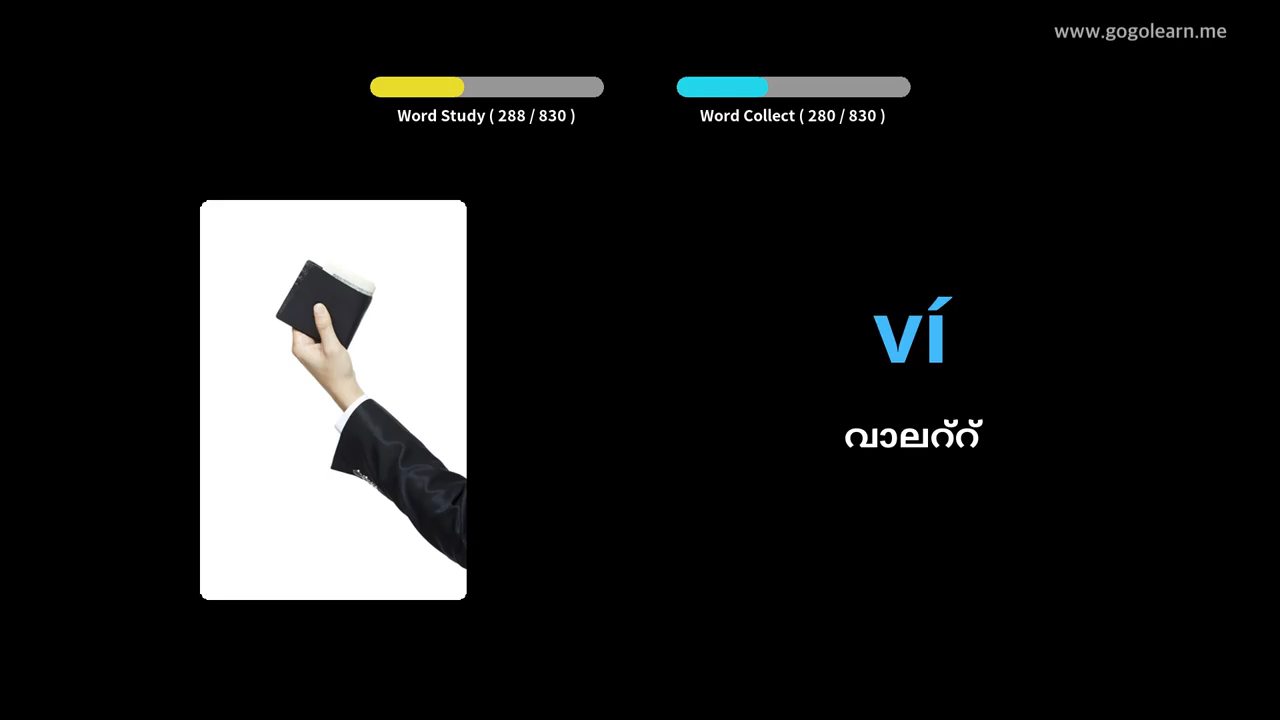 www.gogolearn.me
Word Study ( 288 / 830 )
Word Collect ( 280 / 830 )
ví
വാലറ്റ്